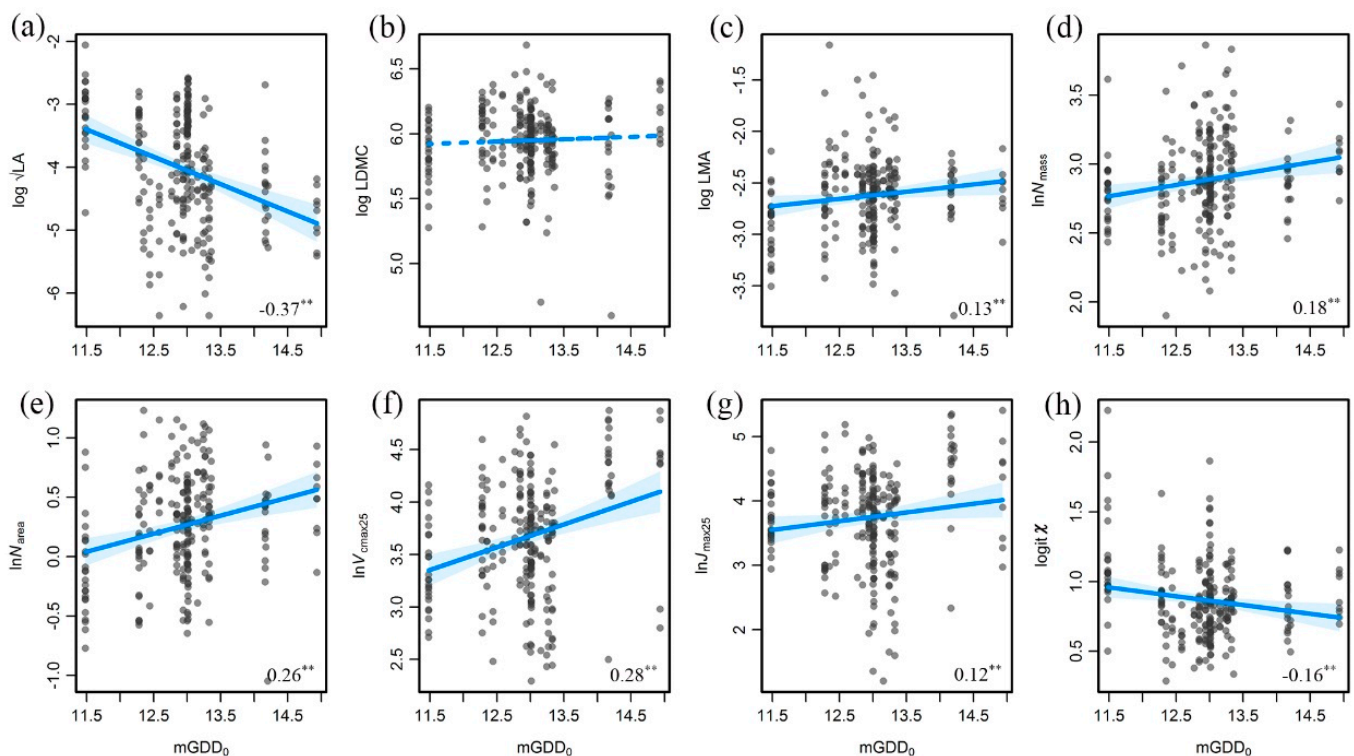 (a)
log √LA
-2
-3
-4
-5
-6
-0.37**
11.5 12.5 13.5 14.5
(b)
log LDMC
6.5
6.0
5.5
5.0
11.5 12.5 13.5 14.5
(c)
log LMA
-1.5
-2.0
-2.5
-3.0
-3.5
0.13**
11.5 12.5 13.5 14.5
(d)
lnNmass
3.5
3.0
2.5
2.0
0.18**
11.5 12.5 13.5 14.5
(e)
lnNarea
1.0
0.5
0.0
-0.5
-1.0
0.26**
11.5 12.5 13.5 14.5
mGDD₀
(f)
lnVcmax25
4.5
4.0
3.5
3.0
2.5
0.28**
11.5 12.5 13.5 14.5
mGDD₀
(g)
lnJmax25
5
4
3
2
0.12**
11.5 12.5 13.5 14.5
mGDD₀
(h)
logit χ
2.0
1.5
1.0
0.5
-0.16**
11.5 12.5 13.5 14.5
mGDD₀